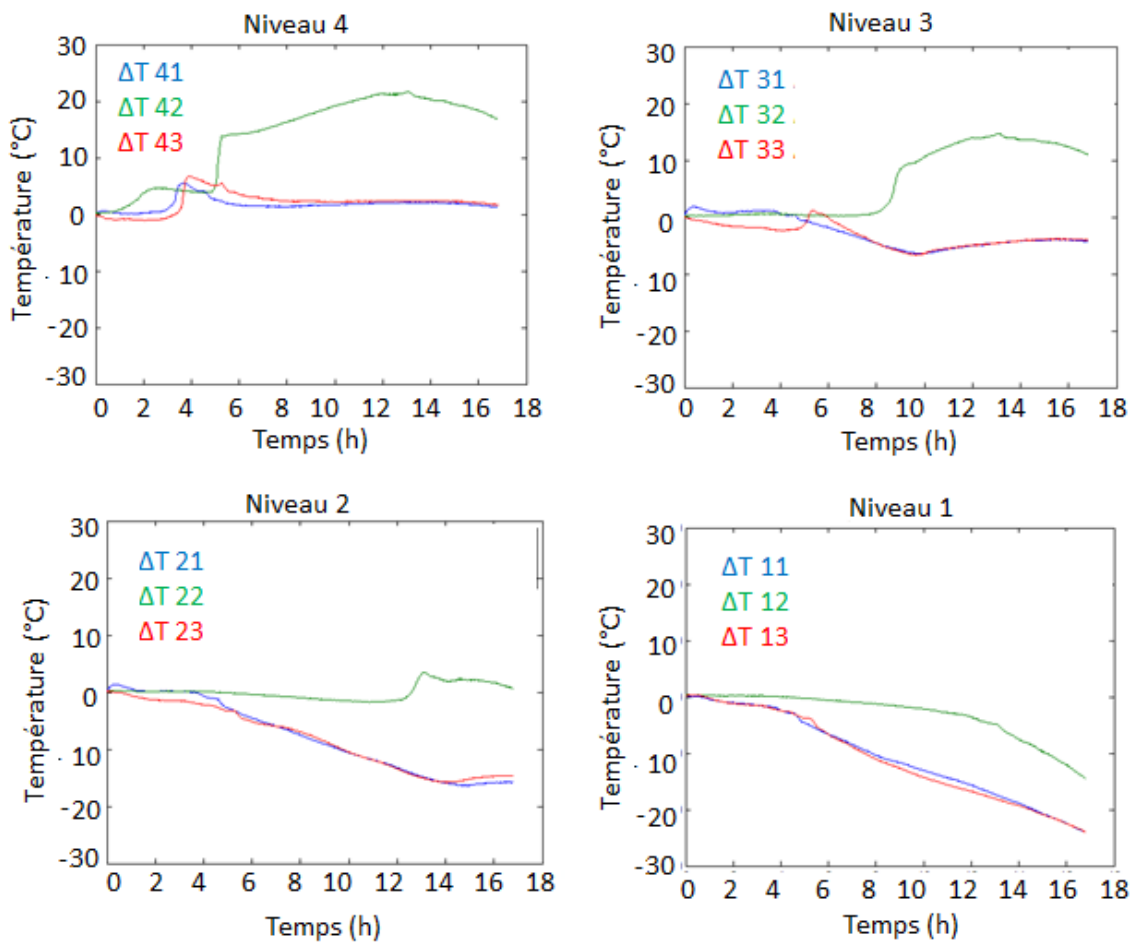 Niveau 4
Température (°C)
30
20
10
0
-10
-20
-30
ΔT 41
ΔT 42
ΔT 43
0 2 4 6 8 10 12 14 16 18
Temps (h)
Niveau 3
Température (°C)
30
20
10
0
-10
-20
-30
ΔT 31
ΔT 32
ΔT 33
0 2 4 6 8 10 12 14 16 18
Temps (h)
Niveau 2
Température (°C)
30
20
10
0
-10
-20
-30
ΔT 21
ΔT 22
ΔT 23
0 2 4 6 8 10 12 14 16 18
Temps (h)
Niveau 1
Température (°C)
30
20
10
0
-10
-20
-30
ΔT 11
ΔT 12
ΔT 13
0 2 4 6 8 10 12 14 16 18
Temps (h)